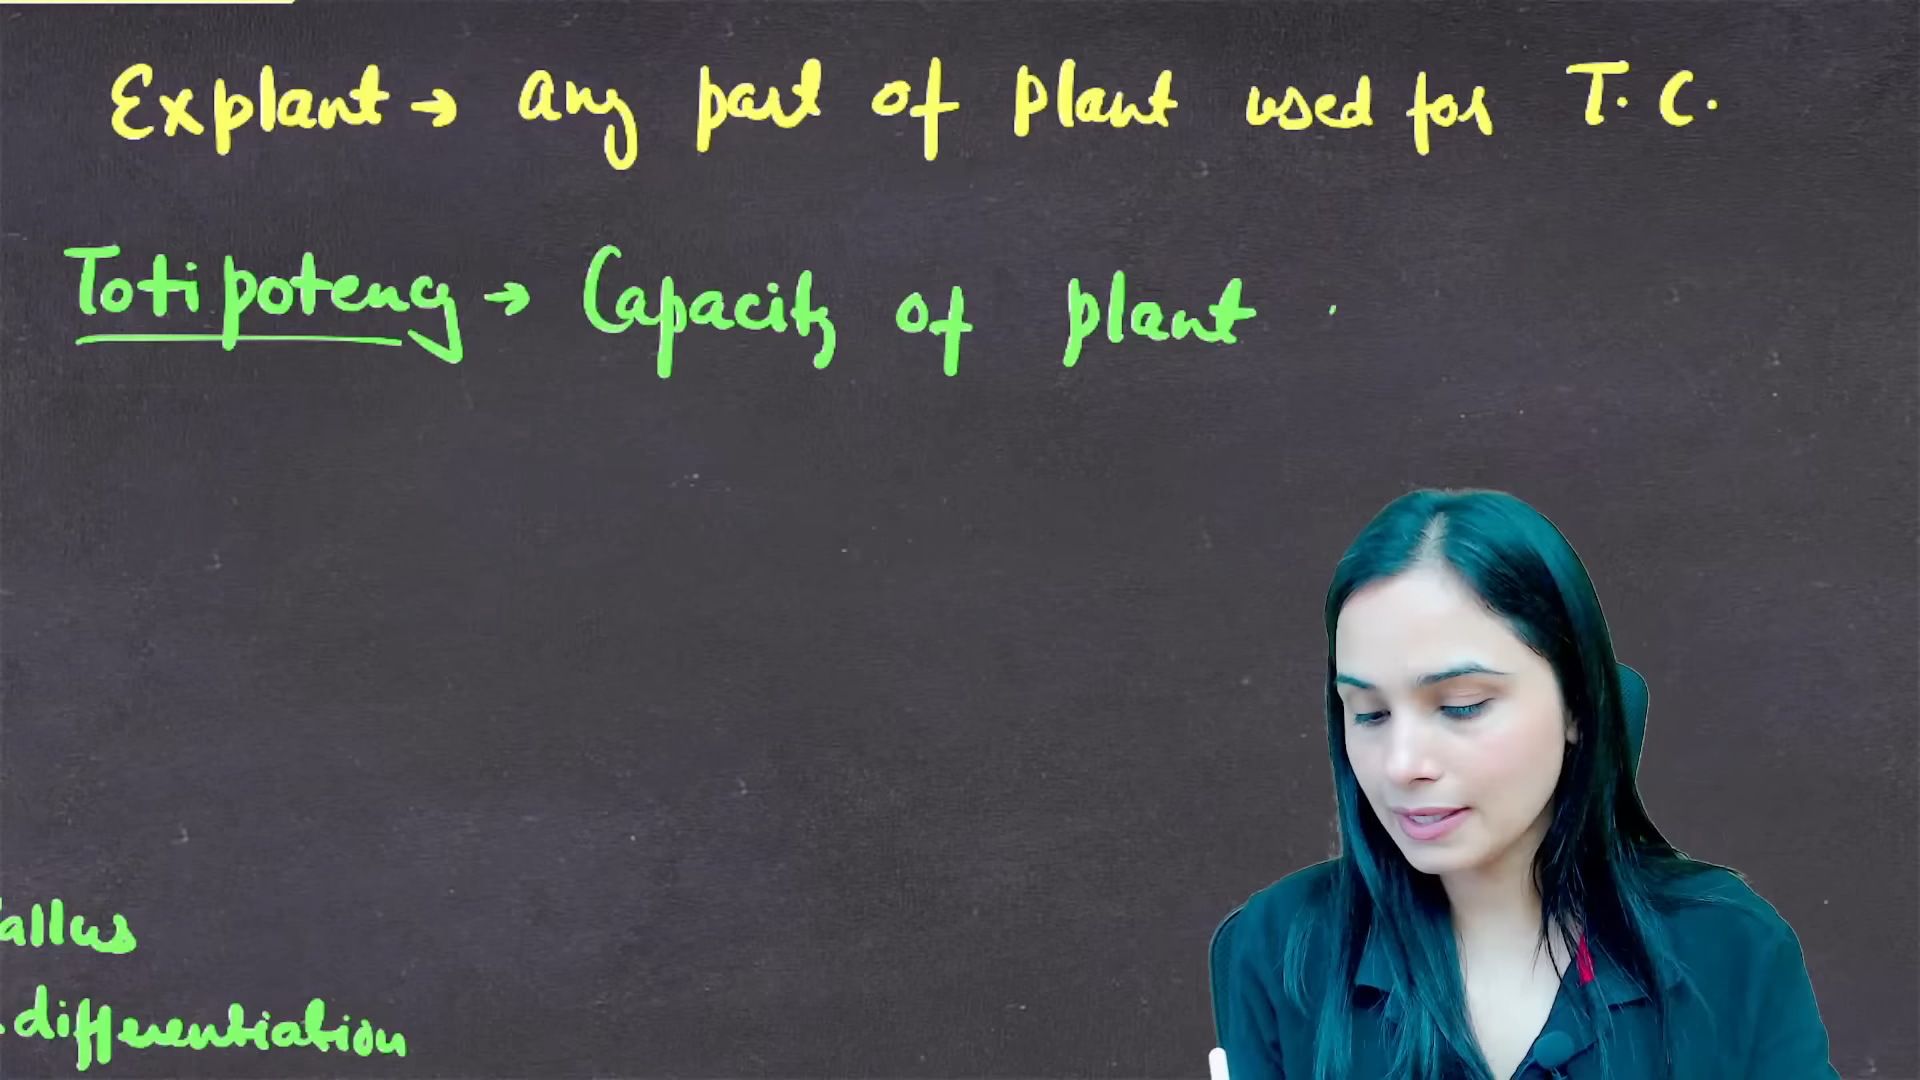 Explant → any part of plant used for T. C.
Totipotency → Capacity of plant
allus
differentiation